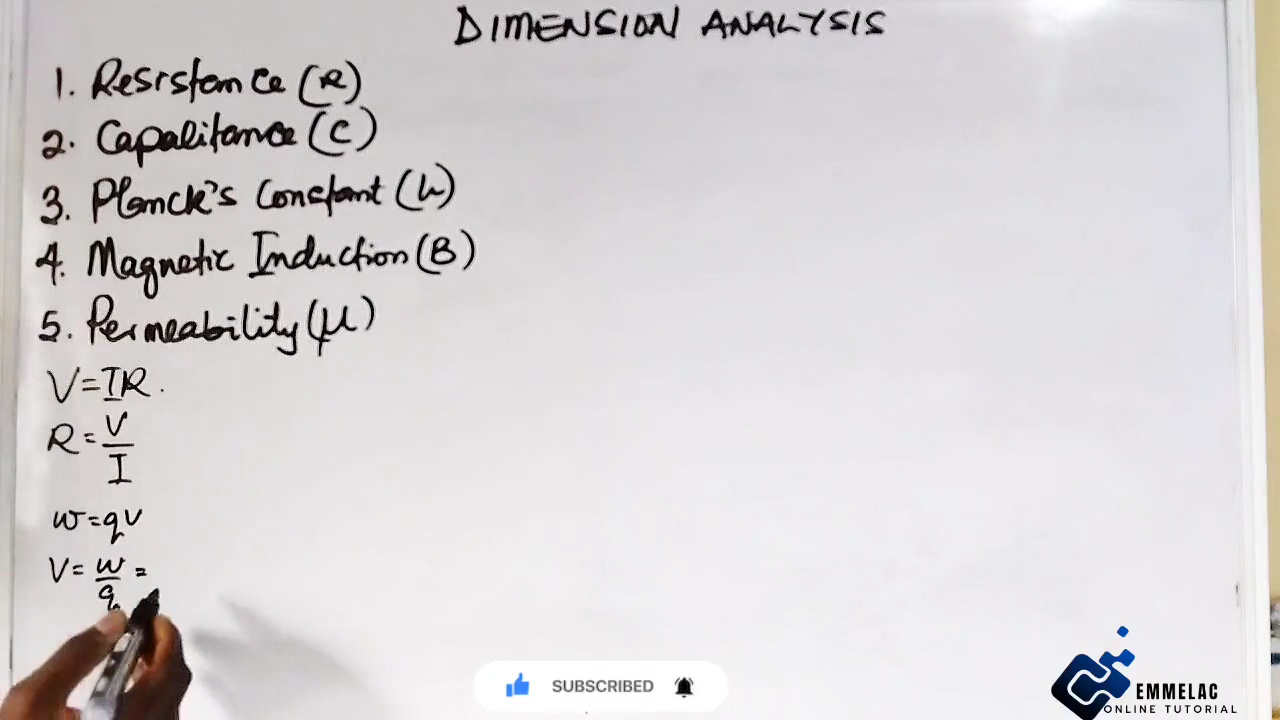 DIMENSION ANALYSIS
1. Resistance (R)
2. Capacitance (C)
3. Planck's Constant (h)
4. Magnetic Induction (B)
5. Permeability (μ)
V = IR.
R = V/I
w = qv
V = w/q =
SUBSCRIBED
EMMELAC
ONLINE TUTORIAL